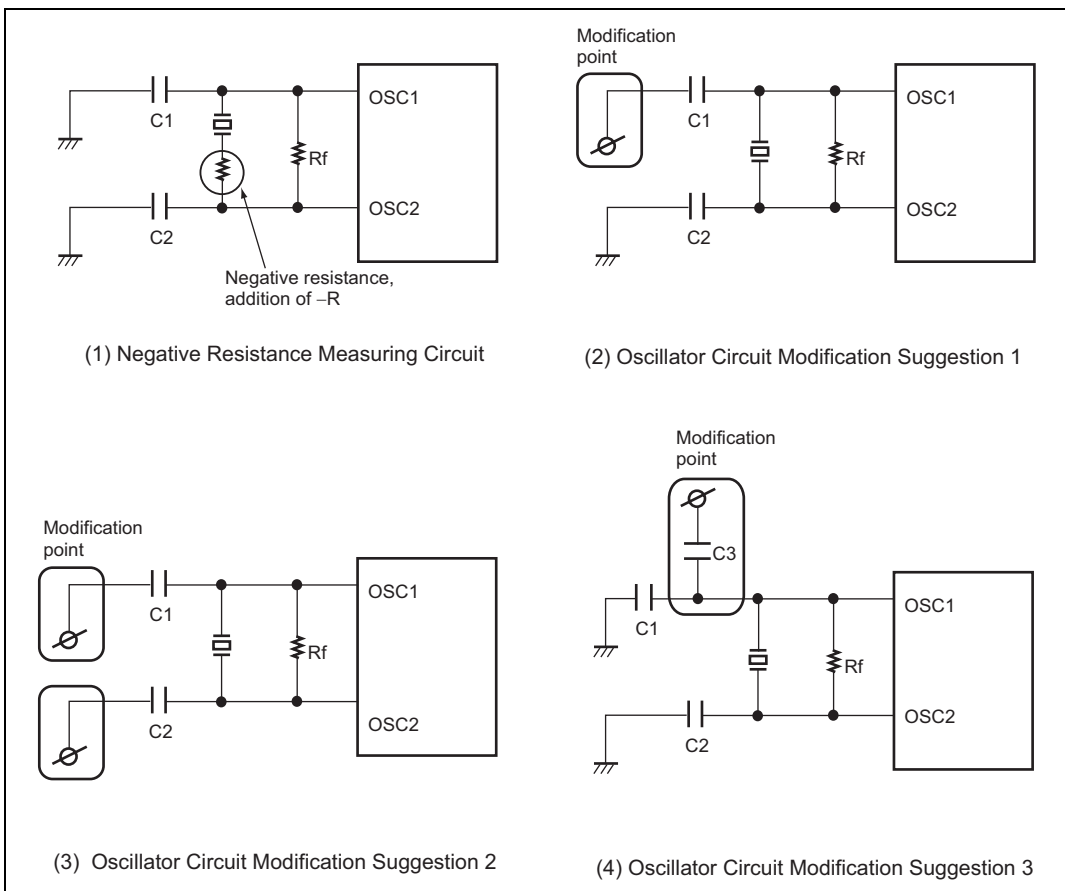 OSC1
C1
Rf
OSC2
C2
Negative resistance,
addition of –R
(1) Negative Resistance Measuring Circuit
Modification
point
OSC1
C1
Rf
OSC2
C2
(2) Oscillator Circuit Modification Suggestion 1
Modification
point
OSC1
C1
Rf
OSC2
C2
(3) Oscillator Circuit Modification Suggestion 2
Modification
point
C3
OSC1
C1
Rf
OSC2
C2
(4) Oscillator Circuit Modification Suggestion 3